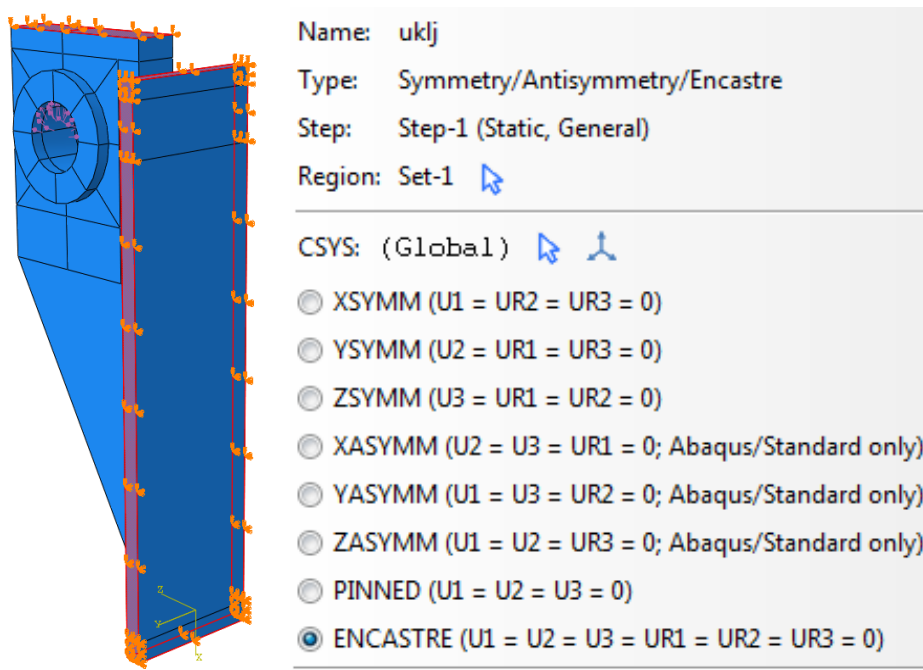 Name: uklj
Type: Symmetry/Antisymmetry/Encastre
Step: Step-1 (Static, General)
Region: Set-1
CSYS: (Global)
XSYMM (U1 = UR2 = UR3 = 0)
YSYMM (U2 = UR1 = UR3 = 0)
ZSYMM (U3 = UR1 = UR2 = 0)
XASYMM (U2 = U3 = UR1 = 0; Abaqus/Standard only)
YASYMM (U1 = U3 = UR2 = 0; Abaqus/Standard only)
ZASYMM (U1 = U2 = UR3 = 0; Abaqus/Standard only)
PINNED (U1 = U2 = U3 = 0)
ENCASTRE (U1 = U2 = U3 = UR1 = UR2 = UR3 = 0)
Z
Y
X